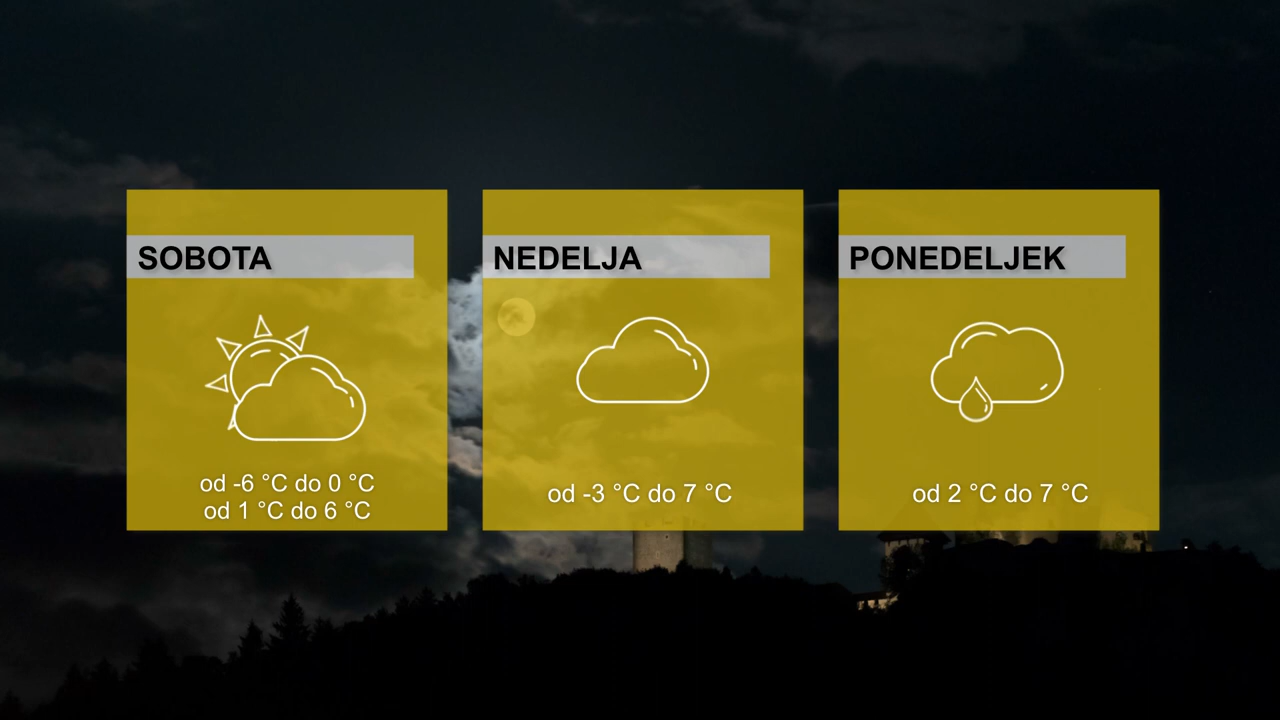 SOBOTA
od -6 °C do 0 °C
od 1 °C do 6 °C
NEDELJA
od -3 °C do 7 °C
PONEDELJEK
od 2 °C do 7 °C